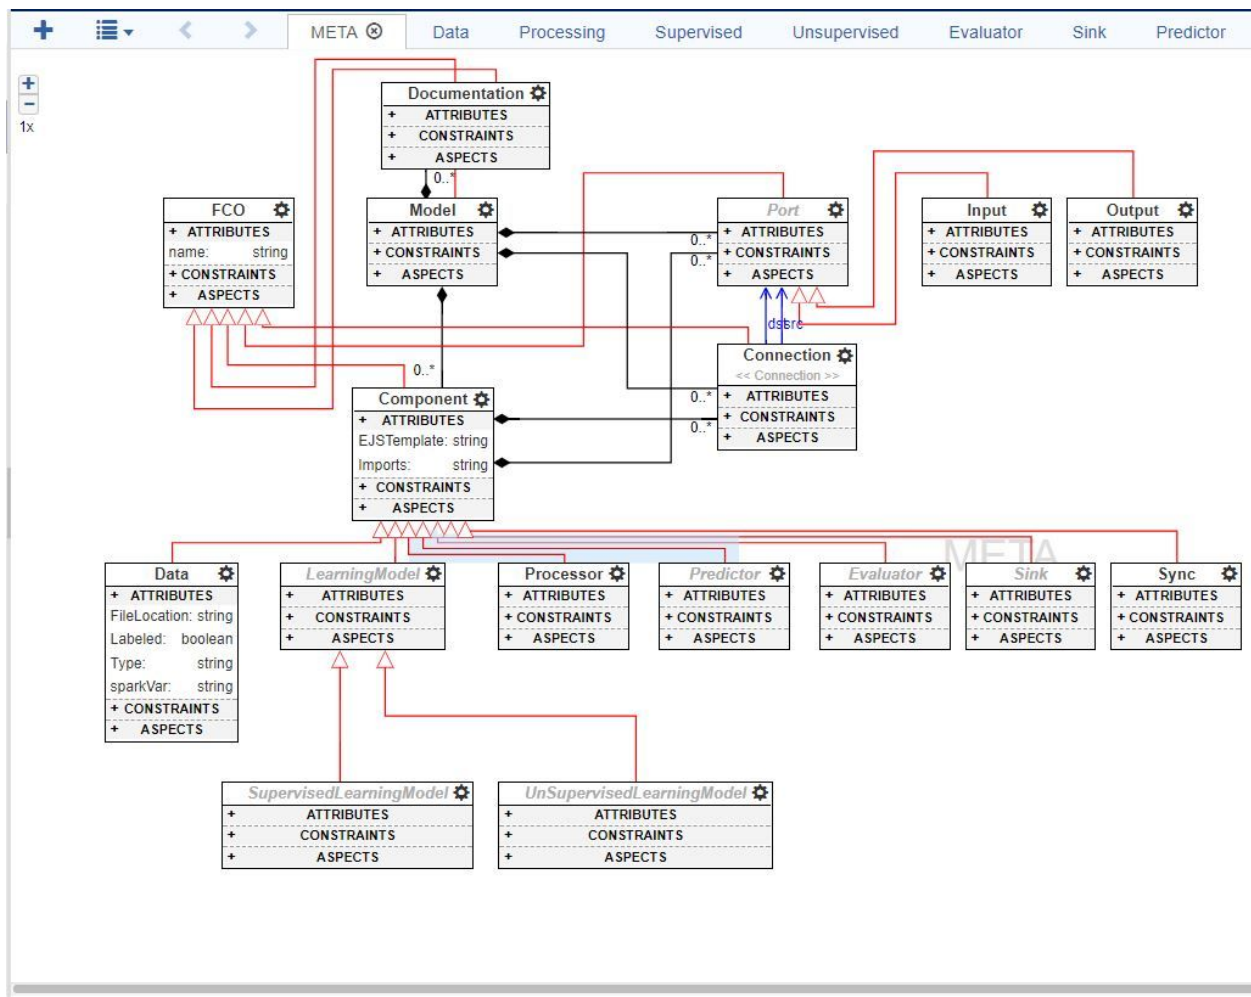 META Data Processing Supervised Unsupervised Evaluator Sink Predictor
+
−
1x
Documentation
+ ATTRIBUTES
+ CONSTRAINTS
+ ASPECTS
0..*
FCO
+ ATTRIBUTES
name: string
+ CONSTRAINTS
+ ASPECTS
Model
+ ATTRIBUTES
+ CONSTRAINTS
+ ASPECTS
0..*
0..*
Port
+ ATTRIBUTES
+ CONSTRAINTS
+ ASPECTS
Input
+ ATTRIBUTES
+ CONSTRAINTS
+ ASPECTS
Output
+ ATTRIBUTES
+ CONSTRAINTS
+ ASPECTS
dst src
Connection
<< Connection >>
+ ATTRIBUTES
+ CONSTRAINTS
+ ASPECTS
0..*
0..*
0..*
Component
+ ATTRIBUTES
EJSTemplate: string
Imports: string
+ CONSTRAINTS
+ ASPECTS
META
Data
+ ATTRIBUTES
FileLocation: string
Labeled: boolean
Type: string
sparkVar: string
+ CONSTRAINTS
+ ASPECTS
LearningModel
+ ATTRIBUTES
+ CONSTRAINTS
+ ASPECTS
Processor
+ ATTRIBUTES
+ CONSTRAINTS
+ ASPECTS
Predictor
+ ATTRIBUTES
+ CONSTRAINTS
+ ASPECTS
Evaluator
+ ATTRIBUTES
+ CONSTRAINTS
+ ASPECTS
Sink
+ ATTRIBUTES
+ CONSTRAINTS
+ ASPECTS
Sync
+ ATTRIBUTES
+ CONSTRAINTS
+ ASPECTS
SupervisedLearningModel
+ ATTRIBUTES
+ CONSTRAINTS
+ ASPECTS
UnSupervisedLearningModel
+ ATTRIBUTES
+ CONSTRAINTS
+ ASPECTS